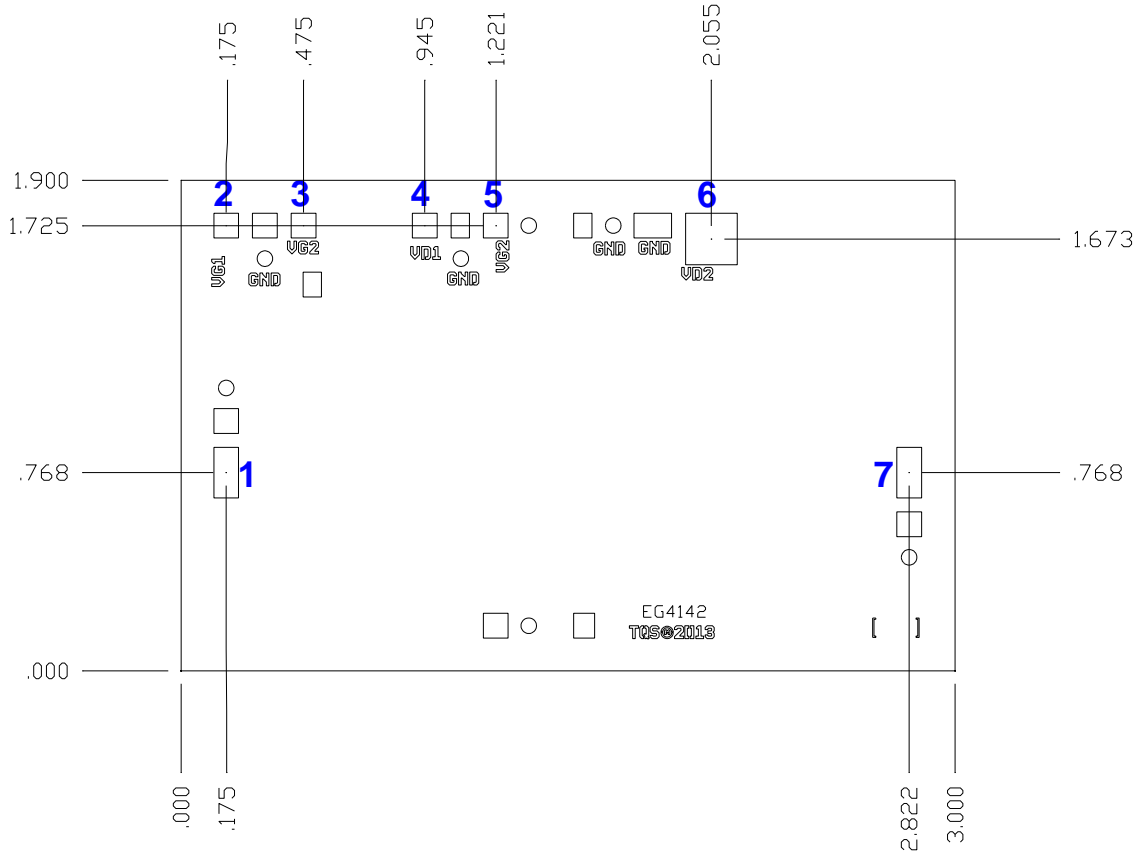 .175
.475
.945
1.221
2.055
1.900
2
3
4
5
6
1.725
1.673
VG1
GND
VG2
VD1
GND
VG2
GND
GND
VD2
.768
1
7
.768
EG4142
TQS®2013
[ ]
.000
.000
.175
2.822
3.000